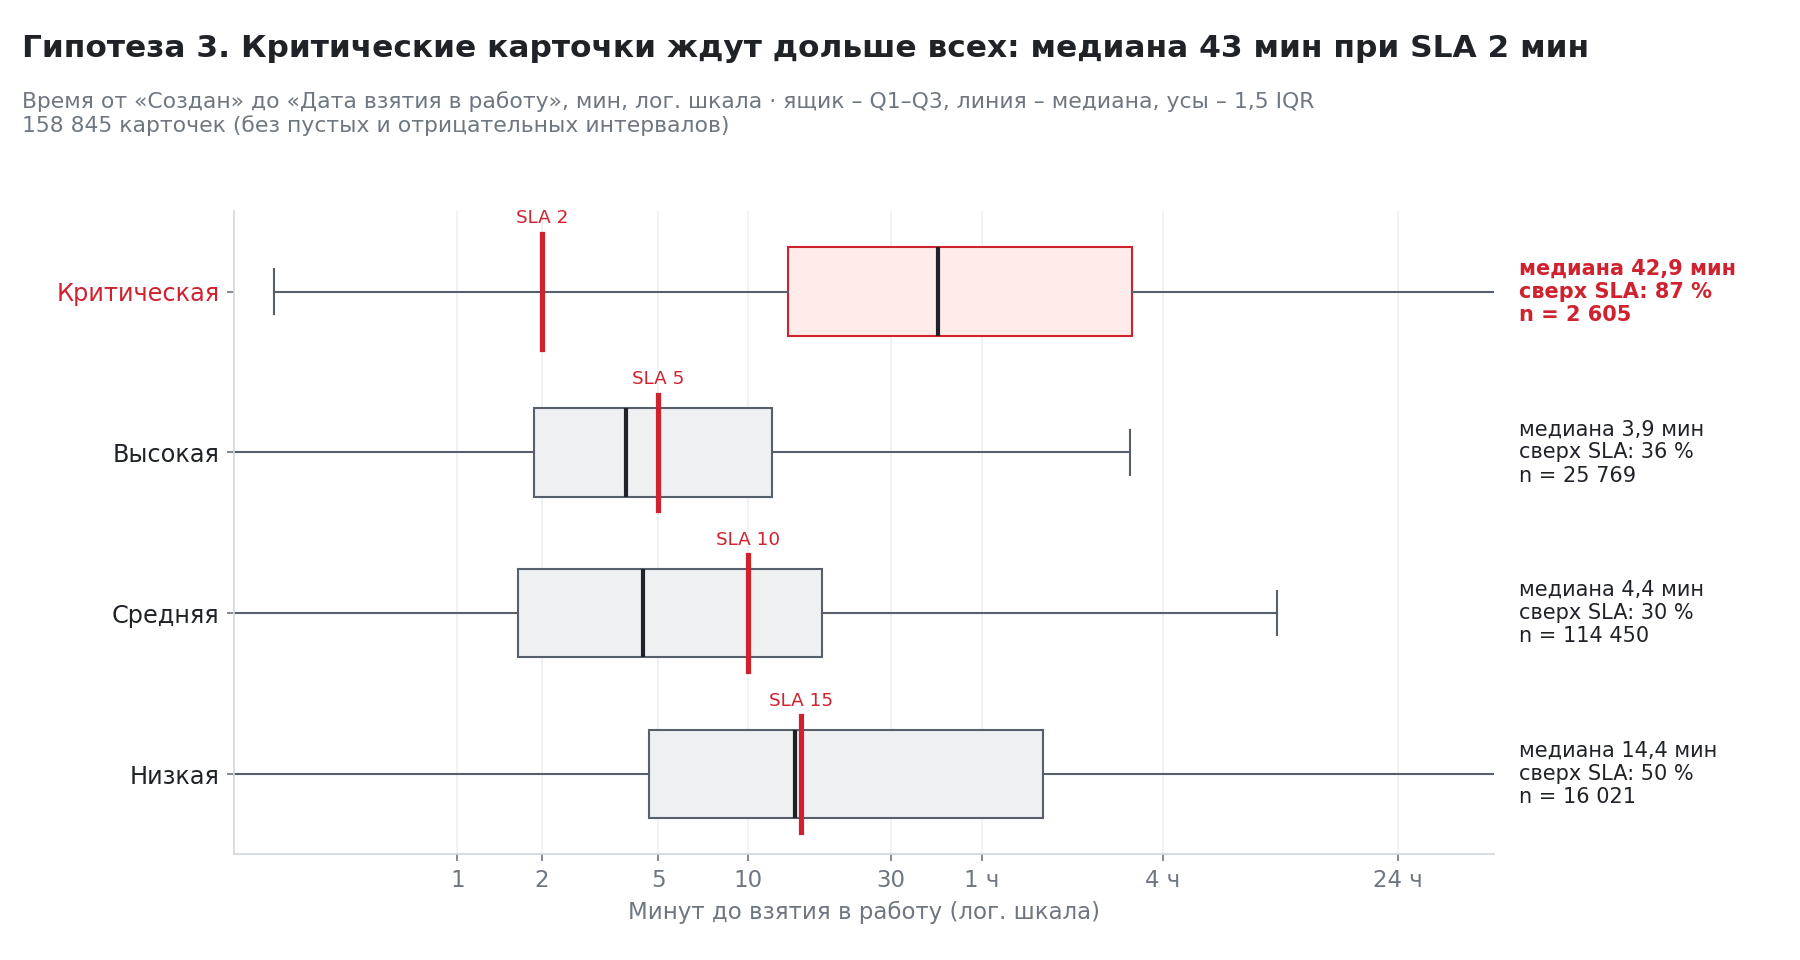 Гипотеза 3. Критические карточки ждут дольше всех: медиана 43 мин при SLA 2 мин
Время от «Создан» до «Дата взятия в работу», мин, лог. шкала · ящик – Q1–Q3, линия – медиана, усы – 1,5 IQR
158 845 карточек (без пустых и отрицательных интервалов)
SLA 2
Критическая
медиана 42,9 мин
сверх SLA: 87 %
n = 2 605
SLA 5
Высокая
медиана 3,9 мин
сверх SLA: 36 %
n = 25 769
SLA 10
Средняя
медиана 4,4 мин
сверх SLA: 30 %
n = 114 450
SLA 15
Низкая
медиана 14,4 мин
сверх SLA: 50 %
n = 16 021
1 2 5 10 30 1 ч 4 ч 24 ч
Минут до взятия в работу (лог. шкала)